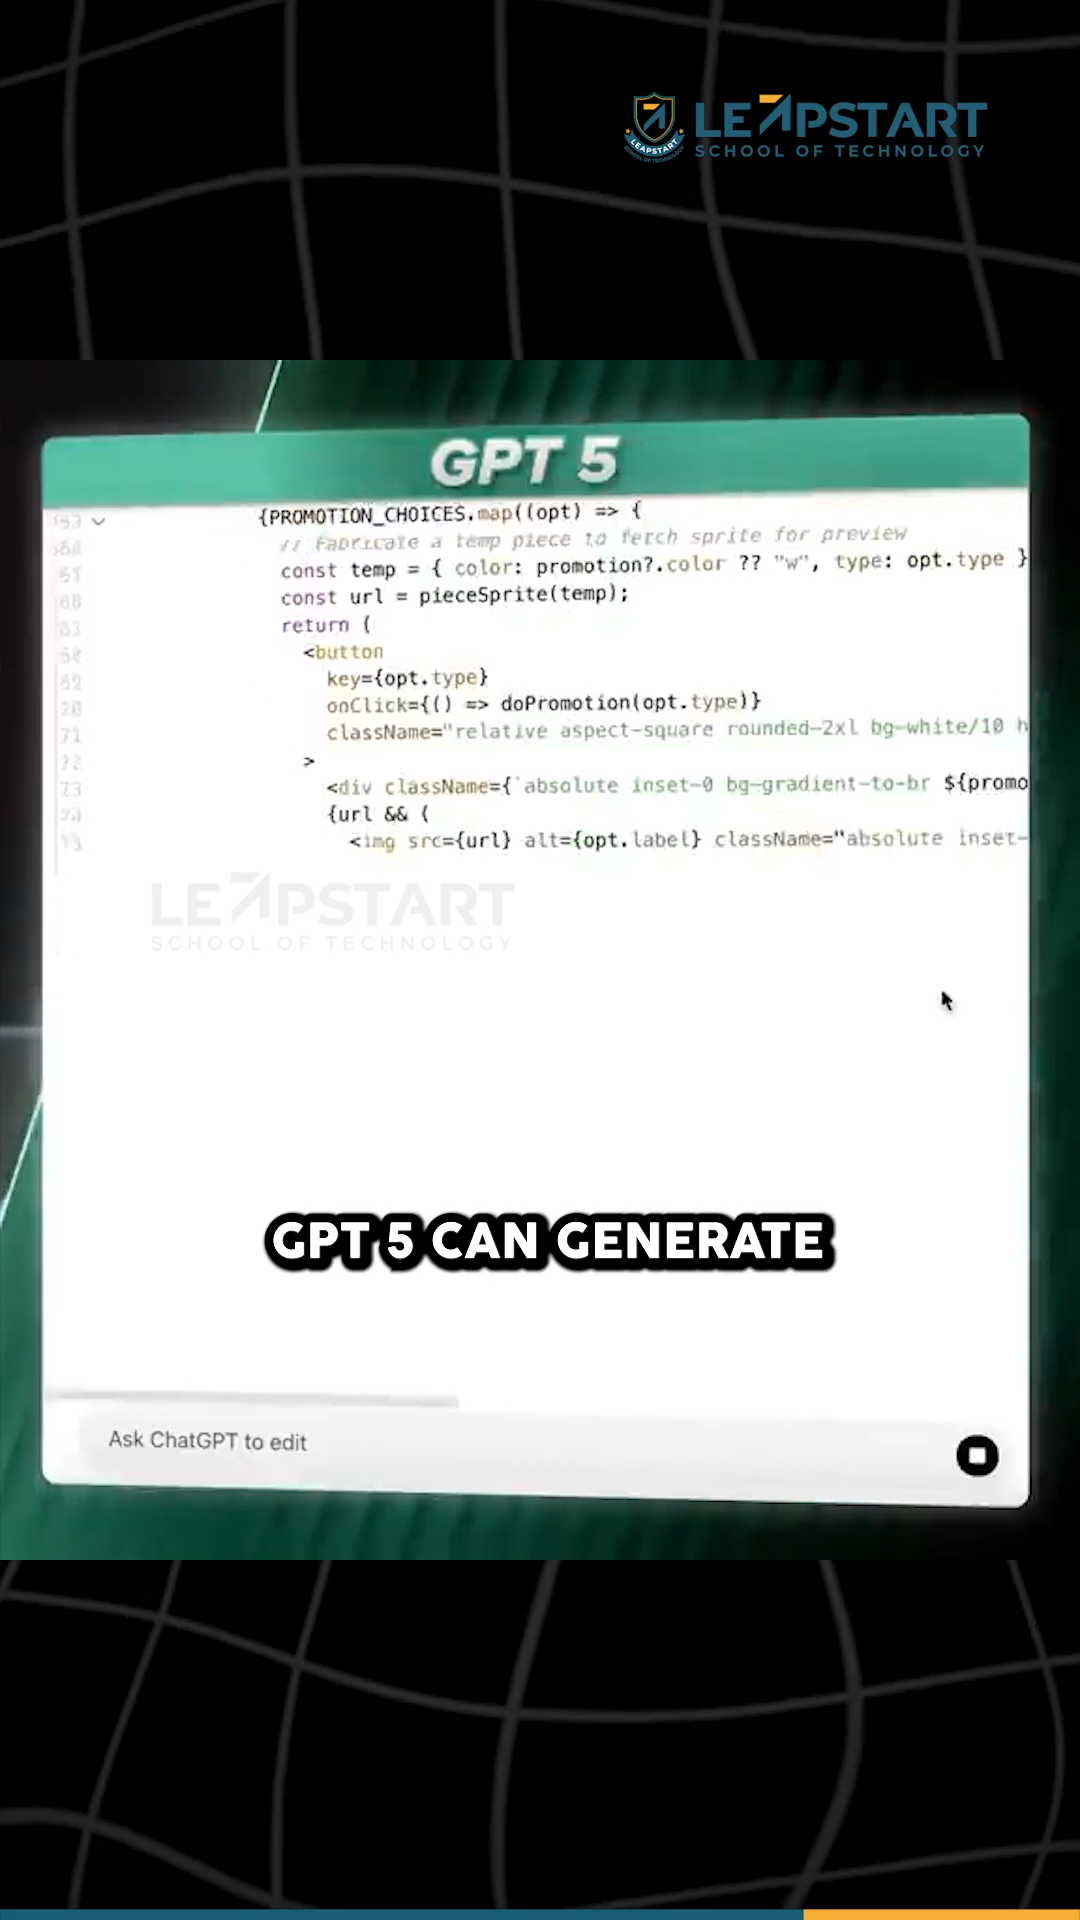 LEAPSTART
SCHOOL OF TECHNOLOGY
LEAPSTART
GPT 5
{PROMOTION_CHOICES.map((opt) => {
// Fabricate a temp piece to fetch sprite for preview
const temp = { color: promotion?.color ?? "w", type: opt.type }
const url = pieceSprite(temp);
return (
<button
key={opt.type}
onClick={() => doPromotion(opt.type)}
className="relative aspect-square rounded-2xl bg-white/10 h
71
>
<div className={`absolute inset-0 bg-gradient-to-br ${promo
{url && (
<img src={url} alt={opt.label} className="absolute inset-
LEAPSTART
SCHOOL OF TECHNOLOGY
GPT 5 CAN GENERATE
Ask ChatGPT to edit